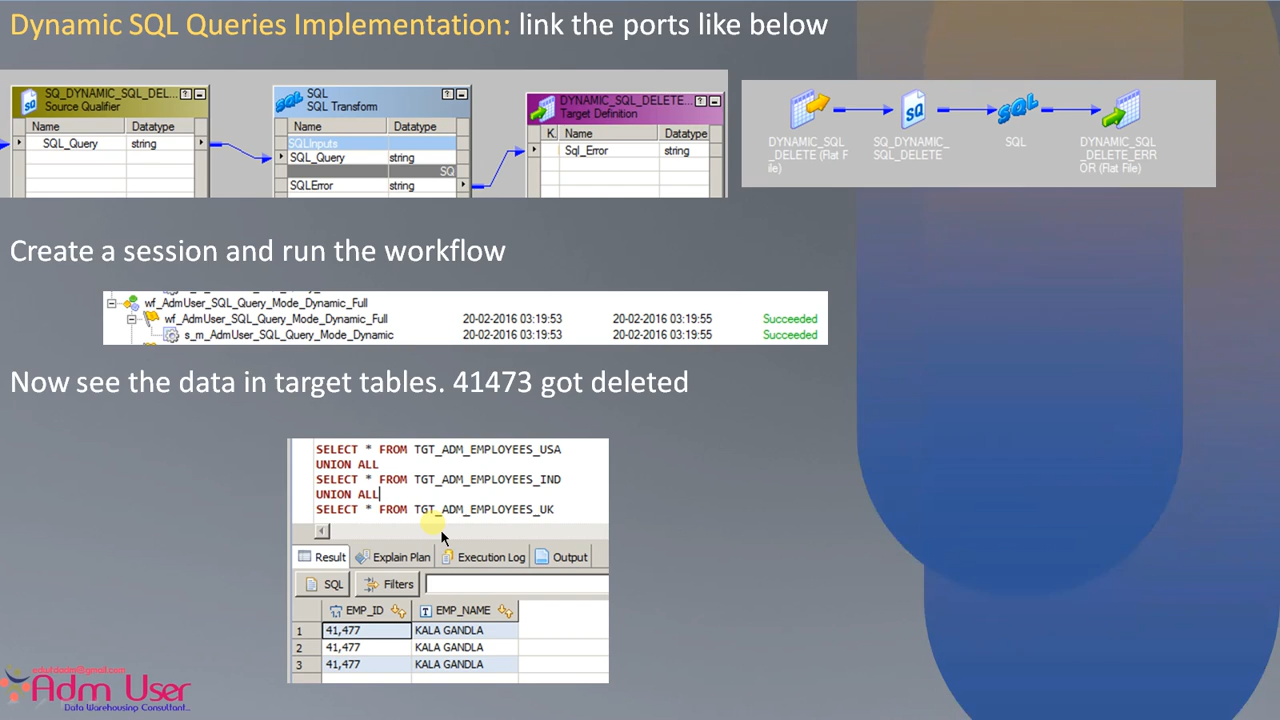 Dynamic SQL Queries Implementation: link the ports like below
SQ_DYNAMIC_SQL_DEL...
Source Qualifier
Name Datatype
SQL_Query string
SQL
SQL Transform
Name Datatype
SQLInputs
SQL_Query string
SQ
SQLError string
DYNAMIC_SQL_DELETE...
Target Definition
K. Name Datatype
Sql_Error string
DYNAMIC_SQL
_DELETE (Flat F
ile)
SQ_DYNAMIC_
SQL_DELETE
SQL
DYNAMIC_SQL
_DELETE_ERR
OR (Flat File)
Create a session and run the workflow
wf_AdmUser_SQL_Query_Mode_Dynamic_Full
wf_AdmUser_SQL_Query_Mode_Dynamic_Full 20-02-2016 03:19:53 20-02-2016 03:19:55 Succeeded
s_m_AdmUser_SQL_Query_Mode_Dynamic 20-02-2016 03:19:53 20-02-2016 03:19:55 Succeeded
Now see the data in target tables. 41473 got deleted
SELECT * FROM TGT_ADM_EMPLOYEES_USA
UNION ALL
SELECT * FROM TGT_ADM_EMPLOYEES_IND
UNION ALL
SELECT * FROM TGT_ADM_EMPLOYEES_UK
Result Explain Plan Execution Log Output
SQL Filters
EMP_ID EMP_NAME
1 41,477 KALA GANDLA
2 41,477 KALA GANDLA
3 41,477 KALA GANDLA
Adm User
Data Warehousing Consultant...